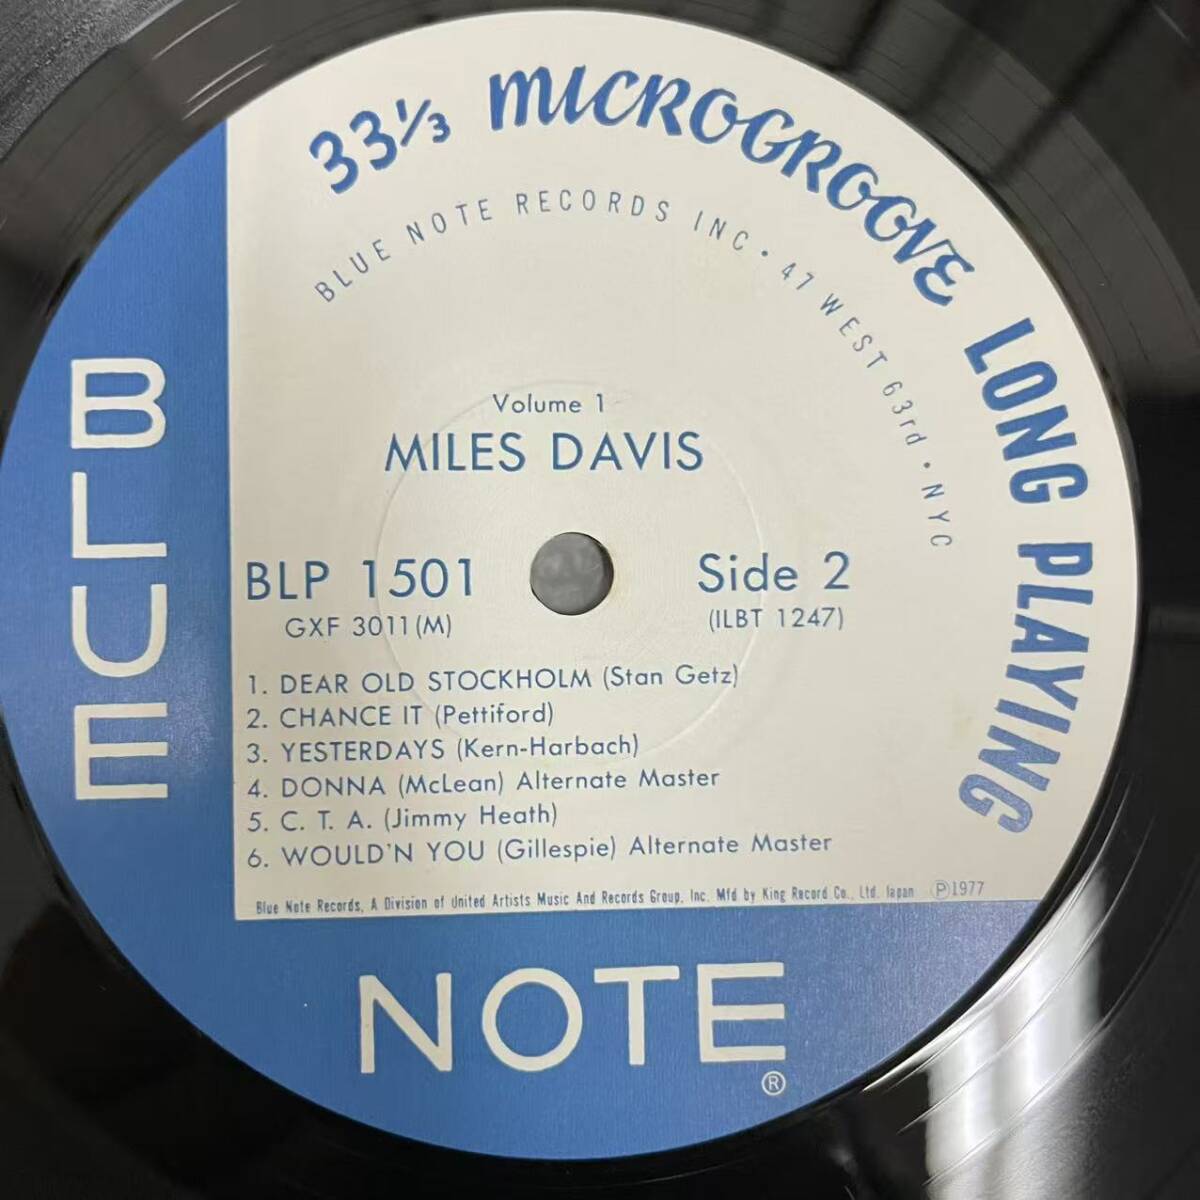 33⅓ MICROGROOVE LONG PLAYING
BLUE NOTE RECORDS INC • 47 WEST 63rd • NYC
Volume 1
MILES DAVIS
BLP 1501
GXF 3011 (M)
Side 2
(ILBT 1247)
1. DEAR OLD STOCKHOLM (Stan Getz)
2. CHANCE IT (Pettiford)
3. YESTERDAYS (Kern-Harbach)
4. DONNA (McLean) Alternate Master
5. C. T. A. (Jimmy Heath)
6. WOULD'N YOU (Gillespie) Alternate Master
Blue Note Records, A Division of United Artists Music And Records Group, Inc. Mfd by King Record Co., Ltd. Japan ℗1977
BLUE
NOTE®